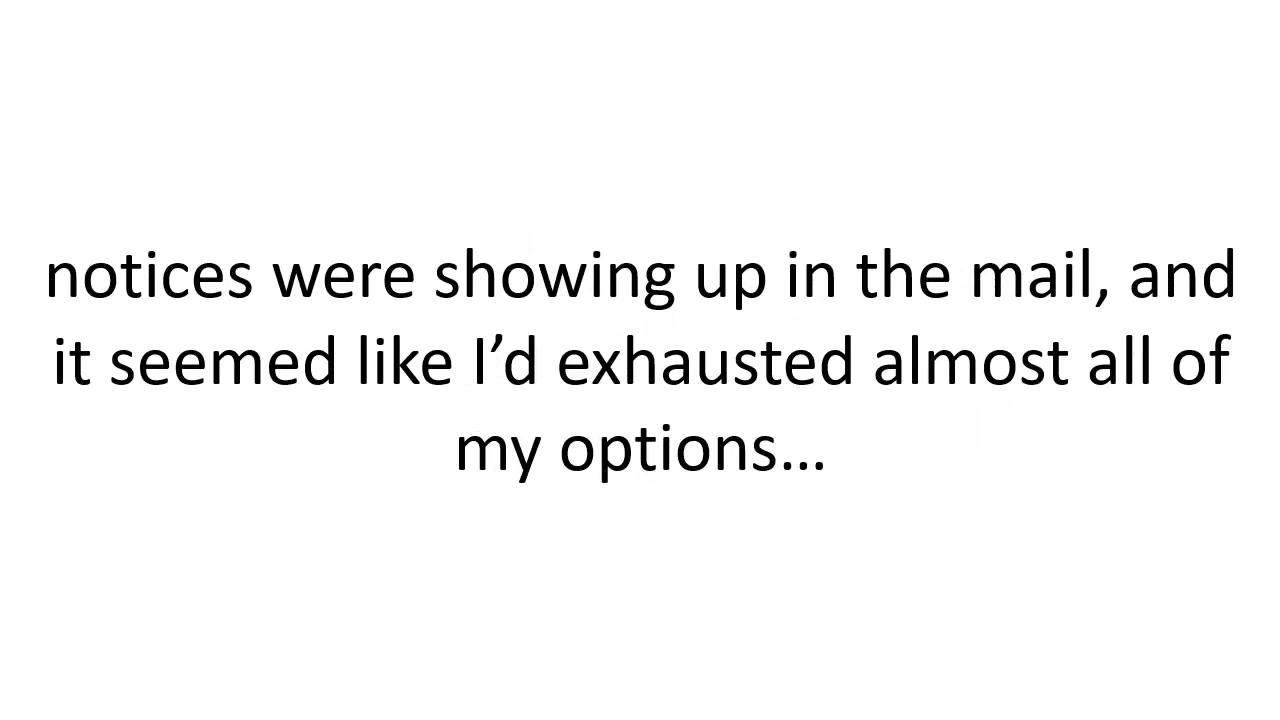 notices were showing up in the mail, and
it seemed like I’d exhausted almost all of
my options…